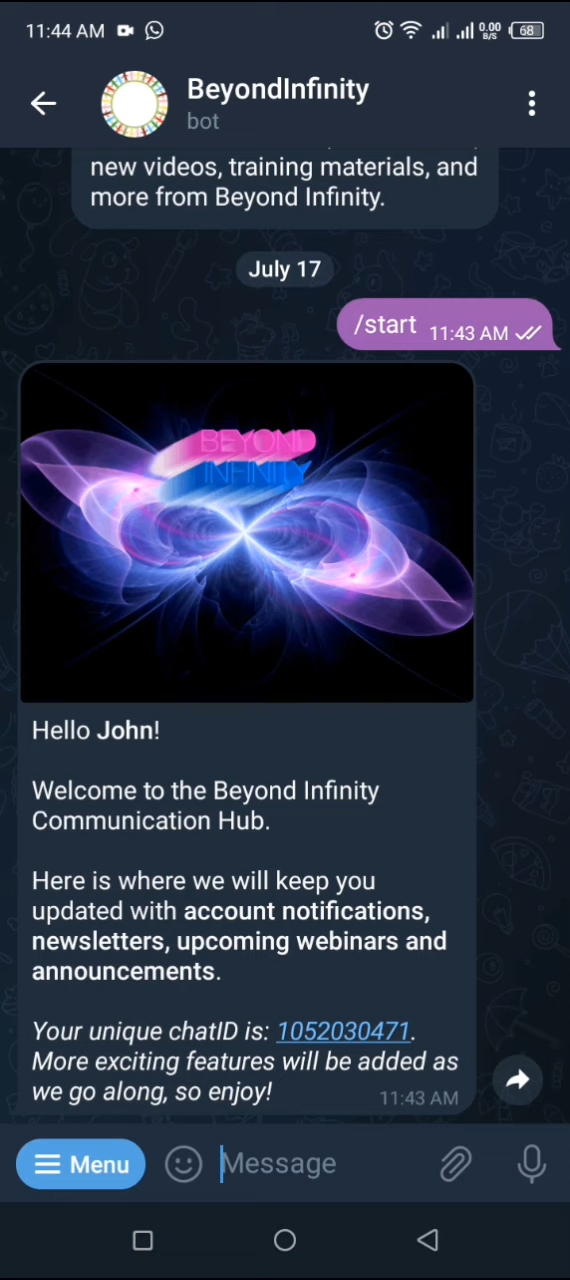 11:44 AM
0.00
B/S
68
BeyondInfinity
bot
new videos, training materials, and
more from Beyond Infinity.
July 17
/start 11:43 AM
BEYOND
INFINITY
Hello John!
Welcome to the Beyond Infinity
Communication Hub.
Here is where we will keep you
updated with account notifications,
newsletters, upcoming webinars and
announcements.
Your unique chatID is: 1052030471.
More exciting features will be added as
we go along, so enjoy!
11:43 AM
Menu
Message